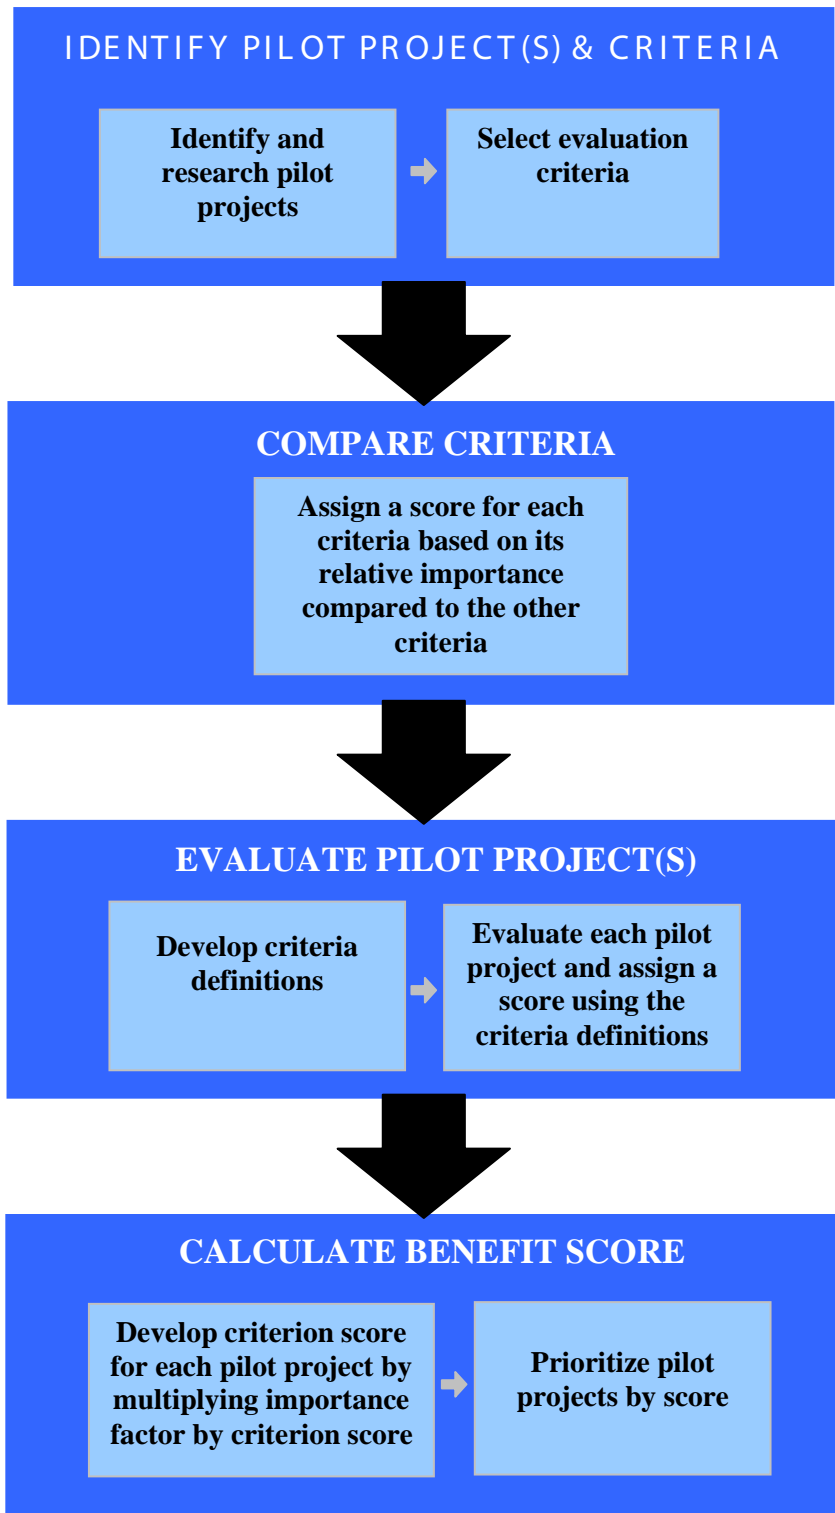 IDENTIFY PILOT PROJECT(S) & CRITERIA
Identify and
research pilot
projects
Select evaluation
criteria
COMPARE CRITERIA
Assign a score for each
criteria based on its
relative importance
compared to the other
criteria
EVALUATE PILOT PROJECT(S)
Develop criteria
definitions
Evaluate each pilot
project and assign a
score using the
criteria definitions
CALCULATE BENEFIT SCORE
Develop criterion score
for each pilot project by
multiplying importance
factor by criterion score
Prioritize pilot
projects by score